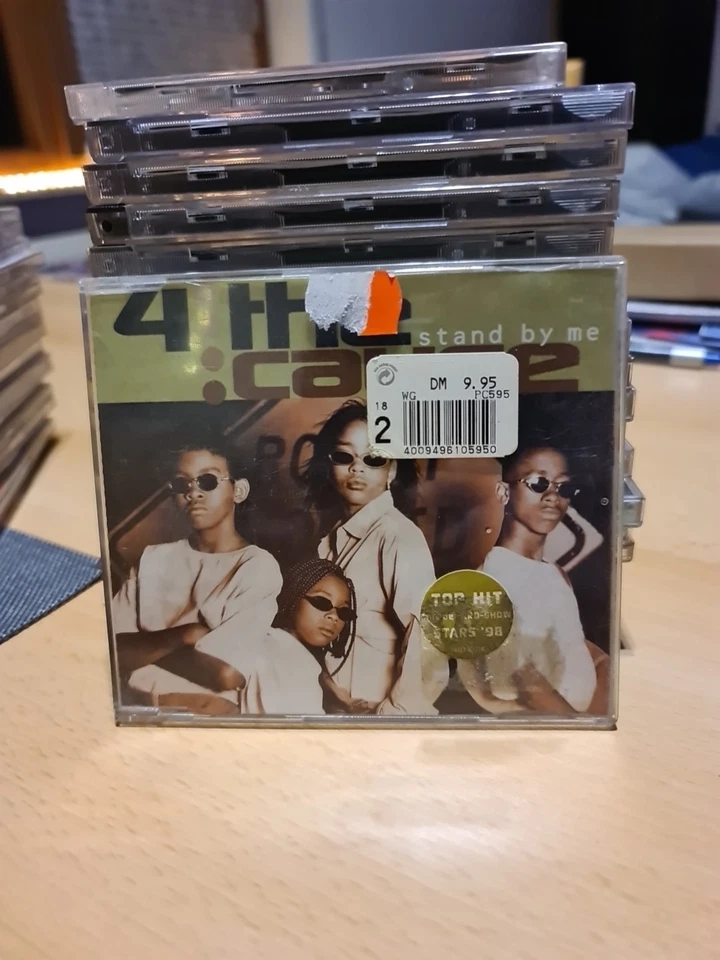 4 the
:cause
stand by me
DM 9.95
WG PC595
18
2
4009496105950
TOP HIT
STARS '98